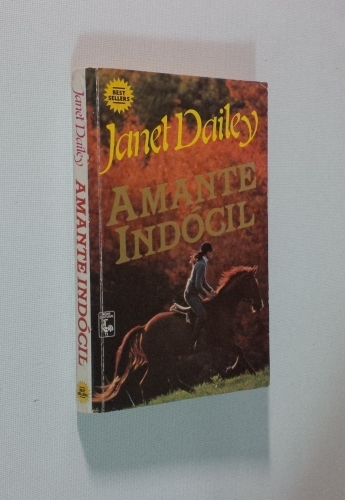 BEST
SELLERS
Janet Dailey
AMANTE
INDÓCIL
Janet Dailey
AMANTE INDÓCIL